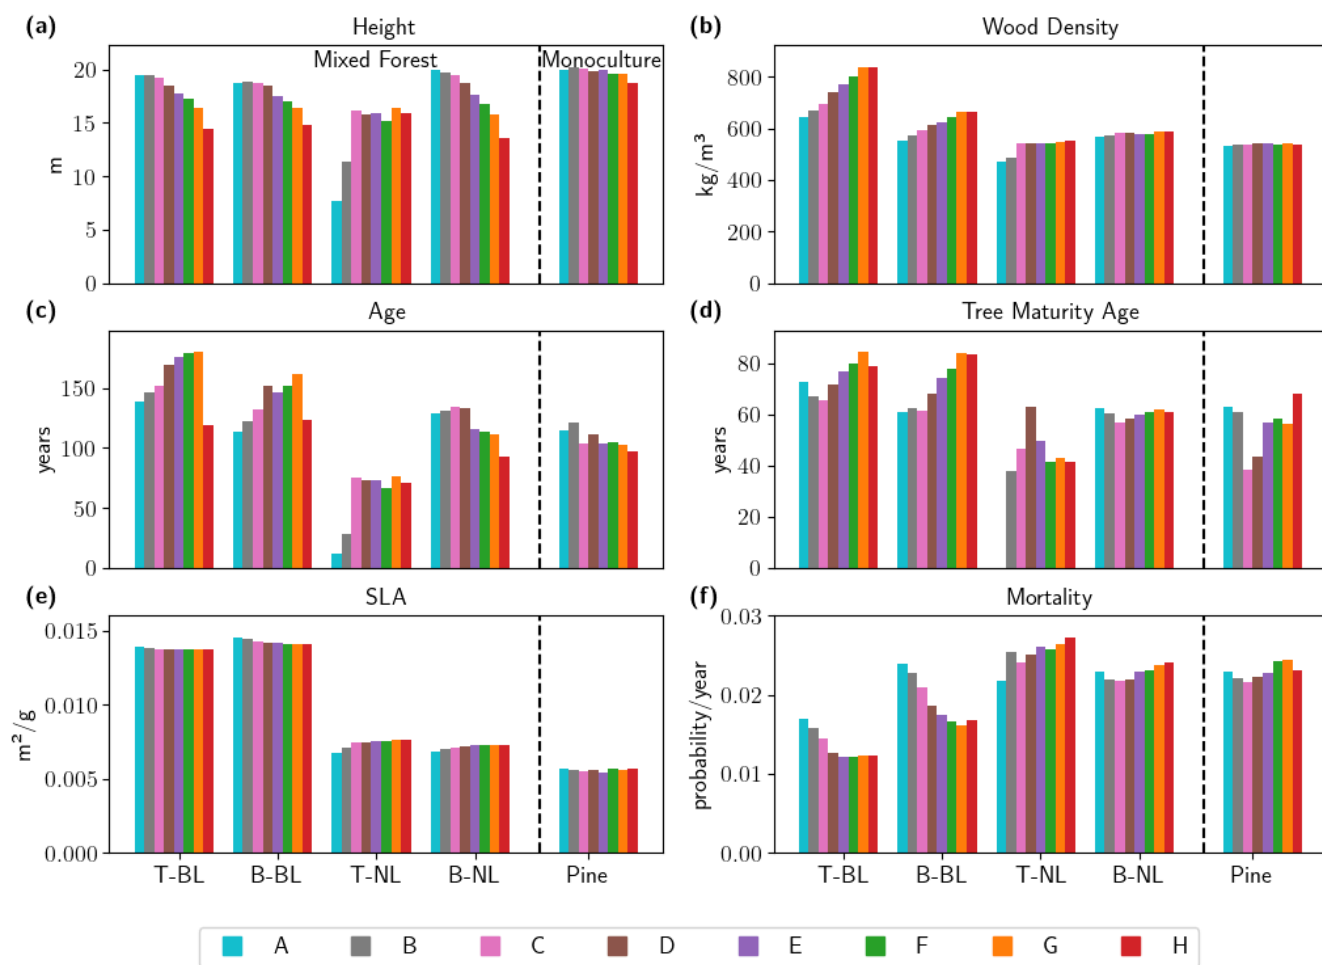 (a) Height (b) Wood Density
Mixed Forest Monoculture
20
15
10
5
0
m
800
600
400
200
0
kg/m³
(c) Age (d) Tree Maturity Age
150
100
50
0
years
80
60
40
20
0
years
(e) SLA (f) Mortality
0.015
0.010
0.005
0.000
m²/g
0.03
0.02
0.01
0.00
probability/year
T-BL B-BL T-NL B-NL Pine T-BL B-BL T-NL B-NL Pine
A B C D E F G H